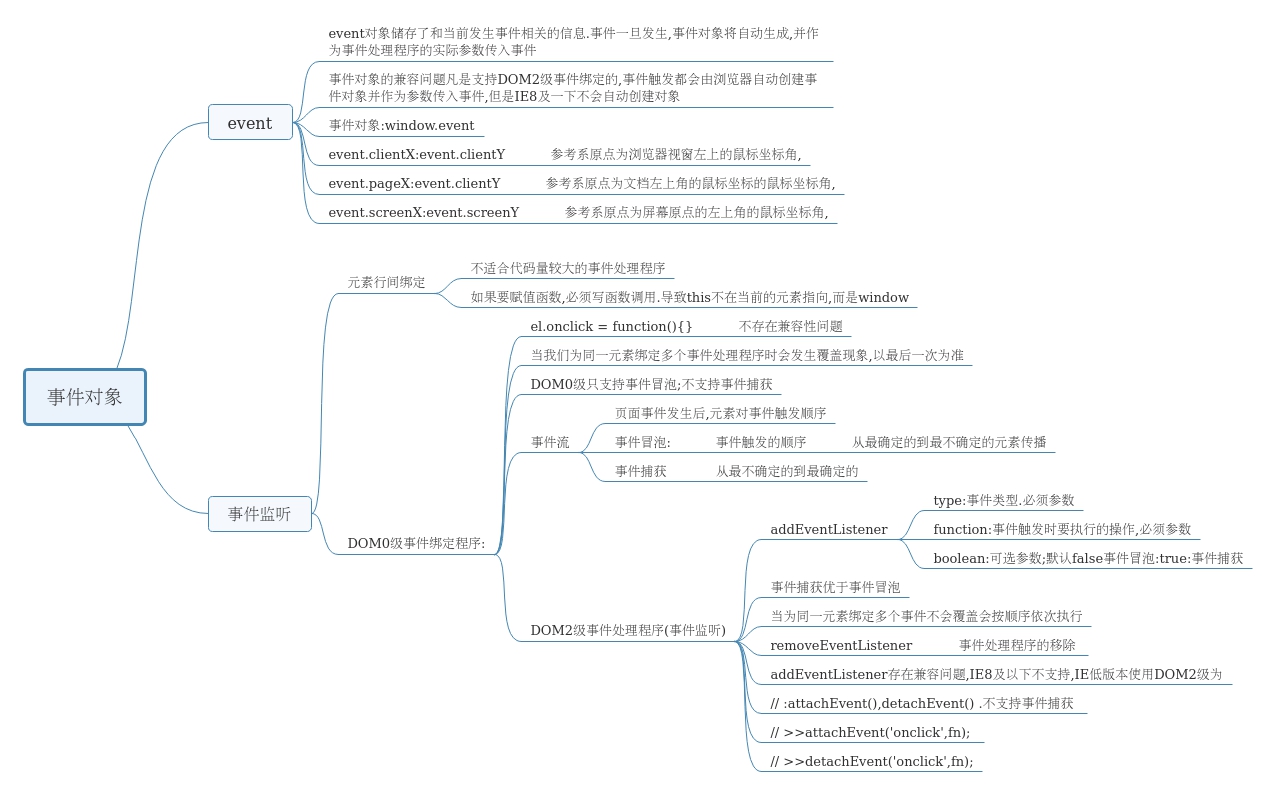 event对象储存了和当前发生事件相关的信息.事件一旦发生,事件对象将自动生成,并作
为事件处理程序的实际参数传入事件
事件对象的兼容问题凡是支持DOM2级事件绑定的,事件触发都会由浏览器自动创建事
件对象并作为参数传入事件,但是IE8及一下不会自动创建对象
event
事件对象:window.event
event.clientX:event.clientY 参考系原点为浏览器视窗左上的鼠标坐标角,
event.pageX:event.clientY 参考系原点为文档左上角的鼠标坐标的鼠标坐标角,
event.screenX:event.screenY 参考系原点为屏幕原点的左上角的鼠标坐标角,
事件对象
事件监听
元素行间绑定
不适合代码量较大的事件处理程序
如果要赋值函数,必须写函数调用.导致this不在当前的元素指向,而是window
DOM0级事件绑定程序:
el.onclick = function(){} 不存在兼容性问题
当我们为同一元素绑定多个事件处理程序时会发生覆盖现象,以最后一次为准
DOM0级只支持事件冒泡;不支持事件捕获
事件流
页面事件发生后,元素对事件触发顺序
事件冒泡: 事件触发的顺序 从最确定的到最不确定的元素传播
事件捕获 从最不确定的到最确定的
DOM2级事件处理程序(事件监听)
addEventListener
type:事件类型.必须参数
function:事件触发时要执行的操作,必须参数
boolean:可选参数;默认false事件冒泡:true:事件捕获
事件捕获优于事件冒泡
当为同一元素绑定多个事件不会覆盖会按顺序依次执行
removeEventListener 事件处理程序的移除
addEventListener存在兼容问题,IE8及以下不支持,IE低版本使用DOM2级为
// :attachEvent(),detachEvent() .不支持事件捕获
// >>attachEvent('onclick',fn);
// >>detachEvent('onclick',fn);